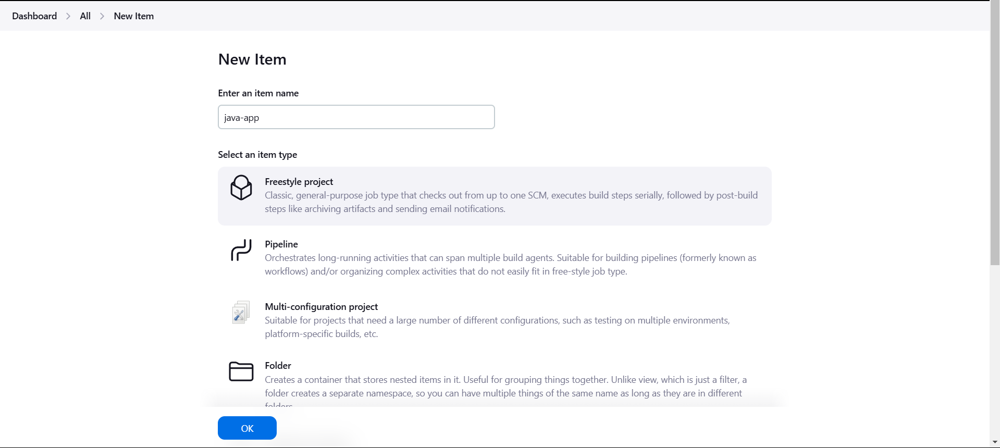 Dashboard > All > New Item
New Item
Enter an item name
java-app
Select an item type
Freestyle project
Classic, general-purpose job type that checks out from up to one SCM, executes build steps serially, followed by post-build
steps like archiving artifacts and sending email notifications.
Pipeline
Orchestrates long-running activities that can span multiple build agents. Suitable for building pipelines (formerly known as
workflows) and/or organizing complex activities that do not easily fit in free-style job type.
Multi-configuration project
Suitable for projects that need a large number of different configurations, such as testing on multiple environments,
platform-specific builds, etc.
Folder
Creates a container that stores nested items in it. Useful for grouping things together. Unlike view, which is just a filter, a
folder creates a separate namespace, so you can have multiple things of the same name as long as they are in different
folders.
OK